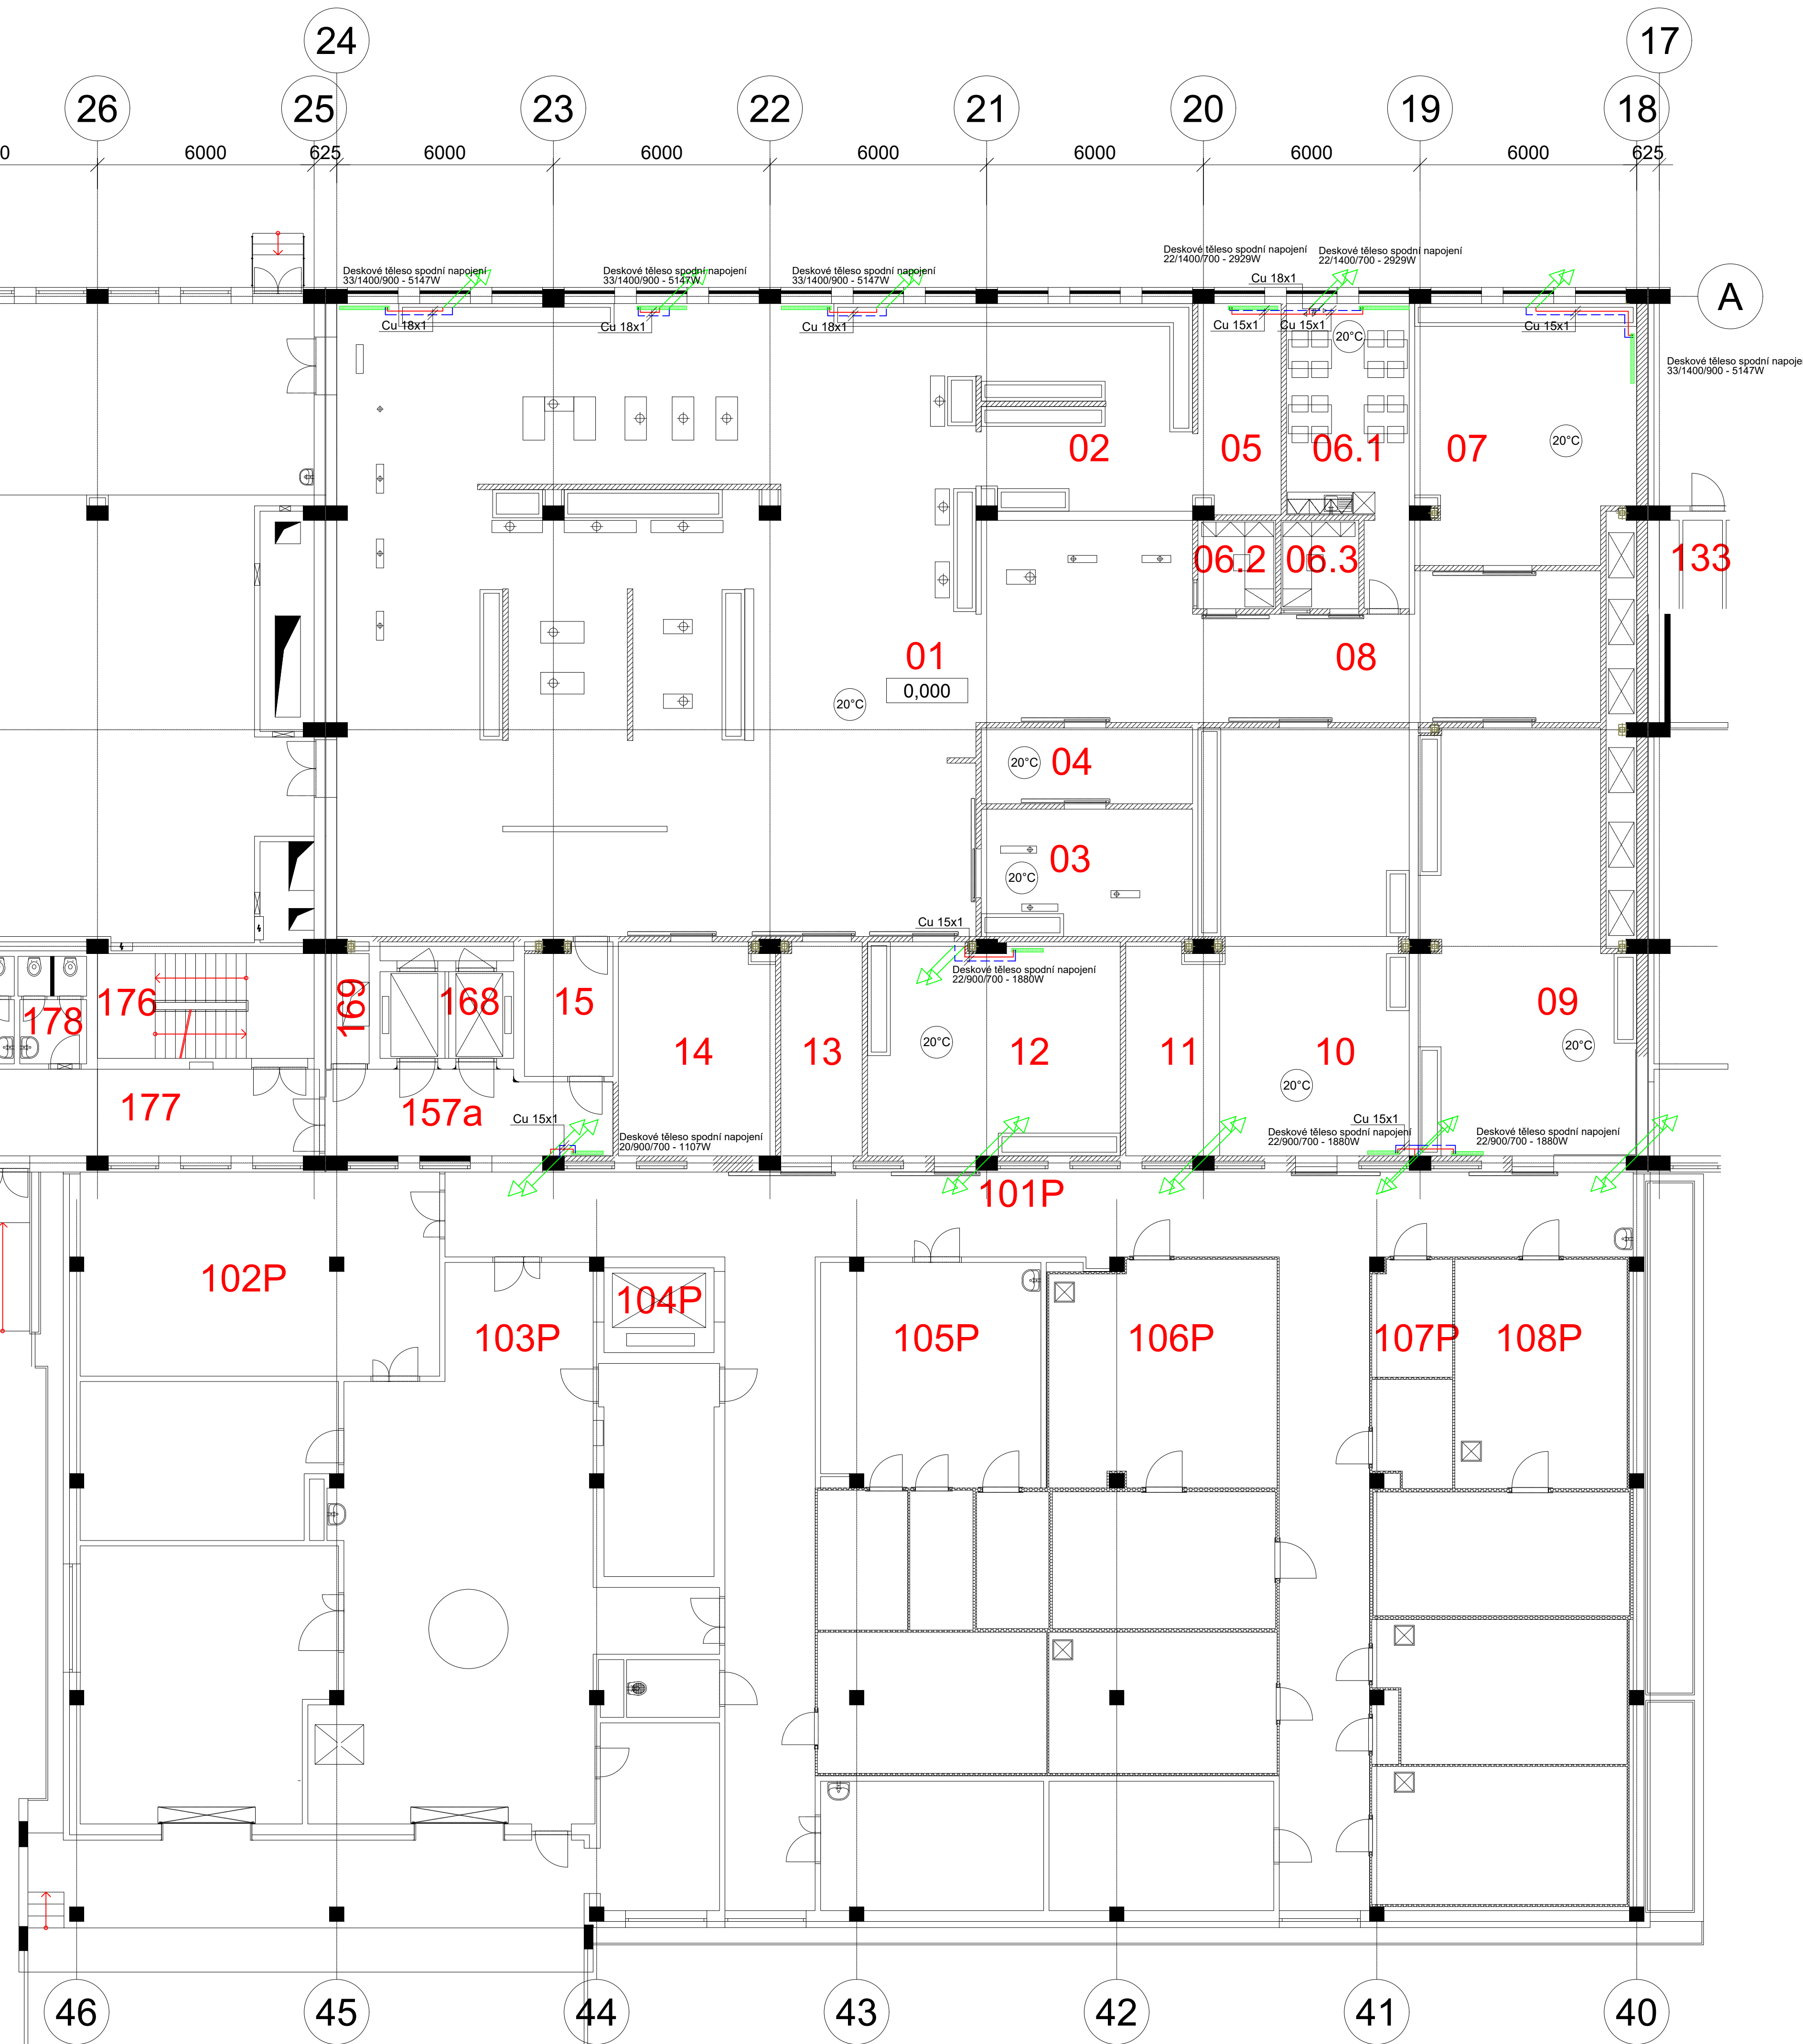 24
17
26
25
23
22
21
20
19
18
0
6000
625
6000
6000
6000
6000
6000
6000
625
Deskové těleso spodní napojení
33/1400/900 - 5147W
Deskové těleso spodní napojení
33/1400/900 - 5147W
Deskové těleso spodní napojení
33/1400/900 - 5147W
Deskové těleso spodní napojení
22/1400/700 - 2929W
Deskové těleso spodní napojení
22/1400/700 - 2929W
Cu 18x1
A
Cu 18x1
Cu 18x1
Cu 18x1
Cu 15x1
Cu 15x1
Cu 15x1
20°C
Deskové těleso spodní napoje
33/1400/900 - 5147W
02
05
06.1
07
20°C
06.2
06.3
133
01
08
0,000
20°C
04
20°C
03
20°C
Cu 15x1
Deskové těleso spodní napojení
22/900/700 - 1880W
176
178
169
168
15
09
14
13
12
11
10
20°C
20°C
20°C
177
157a
Cu 15x1
Deskové těleso spodní napojení
20/900/700 - 1107W
Cu 15x1
Deskové těleso spodní napojení
22/900/700 - 1880W
Deskové těleso spodní napojení
22/900/700 - 1880W
101P
102P
104P
103P
105P
106P
107P
108P
46
45
44
43
42
41
40